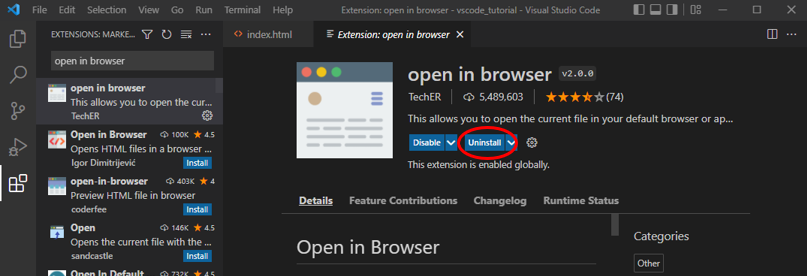 File Edit Selection View Go Run Terminal Help
Extension: open in browser - vscode_tutorial - Visual Studio Code
EXTENSIONS: MARKE...
open in browser
open in browser
This allows you to open the cur...
TechER
Open in Browser 100K 4.5
Opens HTML files in a browser ...
Igor Dimitrijević Install
open-in-browser 403K 4
Preview HTML file in browser
coderfee Install
Open 146K 4.5
Opens the current file with the ...
sandcastle Install
Open In Default ... 732K 4.5
index.html
Extension: open in browser
open in browser v2.0.0
TechER 5,489,603 (74)
This allows you to open the current file in your default browser or ap...
Disable Uninstall
This extension is enabled globally.
Details Feature Contributions Changelog Runtime Status
Open in Browser
Categories
Other